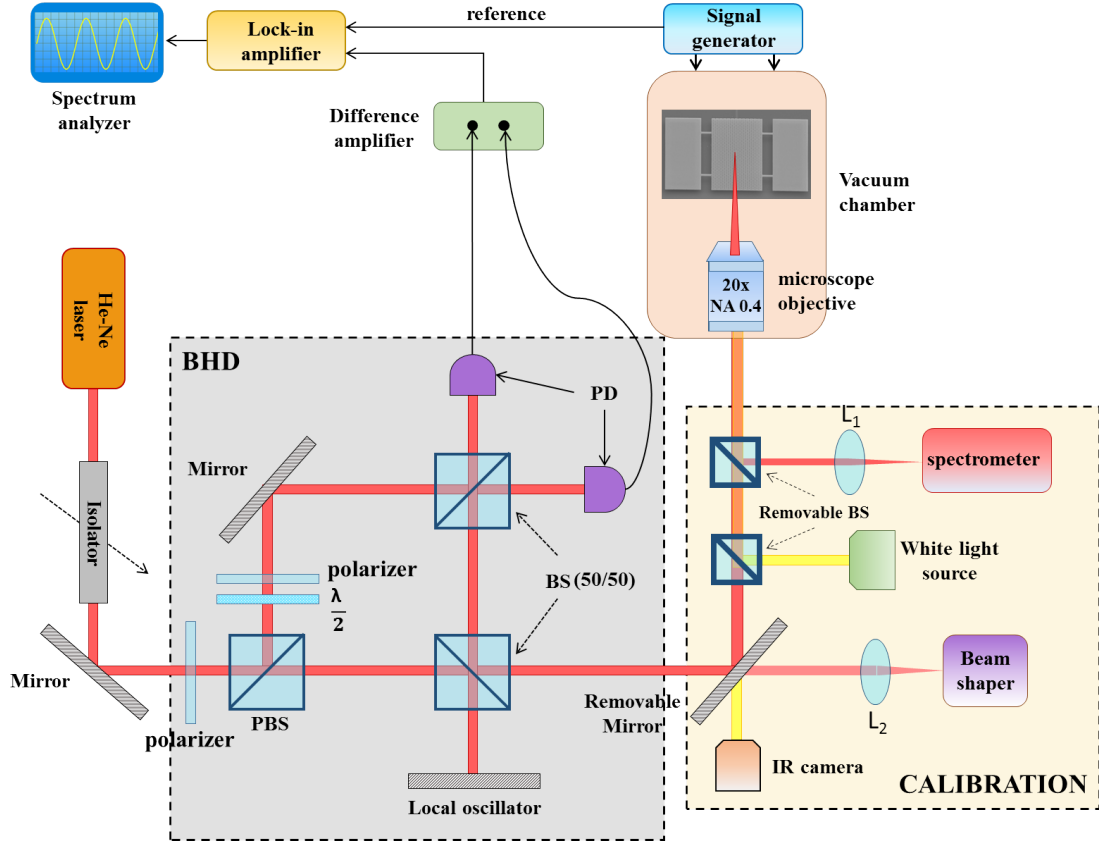 reference
Signal
generator
Lock-in
amplifier
Spectrum
analyzer
Difference
amplifier
Vacuum
chamber
20x
NA 0.4
microscope
objective
He-Ne
laser
Isolator
BHD
PD
Mirror
L1
spectrometer
Removable BS
White light
source
polarizer
λ
2
BS (50/50)
Mirror
polarizer
PBS
Removable
Mirror
L2
Beam
shaper
IR camera
Local oscillator
CALIBRATION